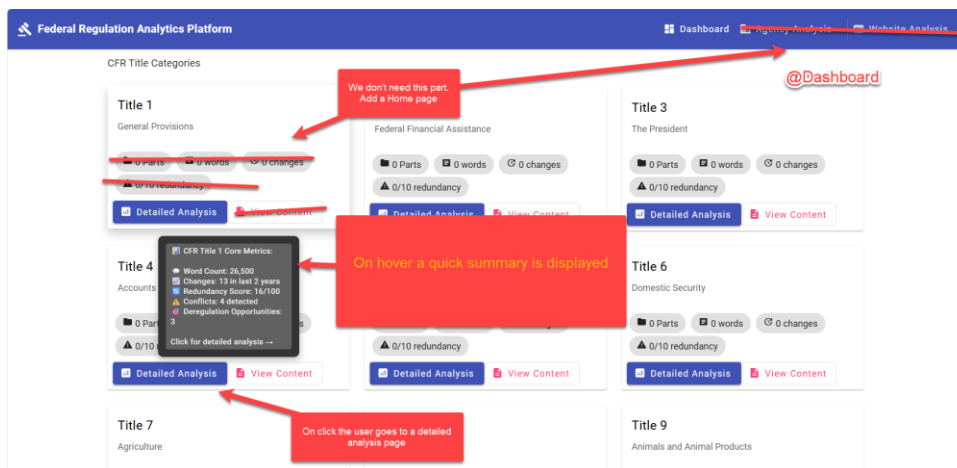 Federal Regulation Analytics Platform
Dashboard
Agency Analysis
Website Analysis
CFR Title Categories
We don't need this part.
Add a Home page
@Dashboard
Title 1
General Provisions
0 Parts
0 words
0 changes
0/10 redundancy
Detailed Analysis
View Content
Federal Financial Assistance
0 Parts
0 words
0 changes
0/10 redundancy
Detailed Analysis
View Content
Title 3
The President
0 Parts
0 words
0 changes
0/10 redundancy
Detailed Analysis
View Content
On hover a quick summary is displayed
Title 4
Accounts
0 Part
0/10
CFR Title 1 Core Metrics:
Word Count: 26,500
Changes: 13 in last 2 years
Redundancy Score: 16/100
Conflicts: 4 detected
Deregulation Opportunities:
3
Click for detailed analysis →
Detailed Analysis
View Content
0/10 redundancy
Detailed Analysis
View Content
Title 6
Domestic Security
0 Parts
0 words
0 changes
0/10 redundancy
Detailed Analysis
View Content
Title 7
Agriculture
On click the user goes to a detailed
analysis page
Title 9
Animals and Animal Products